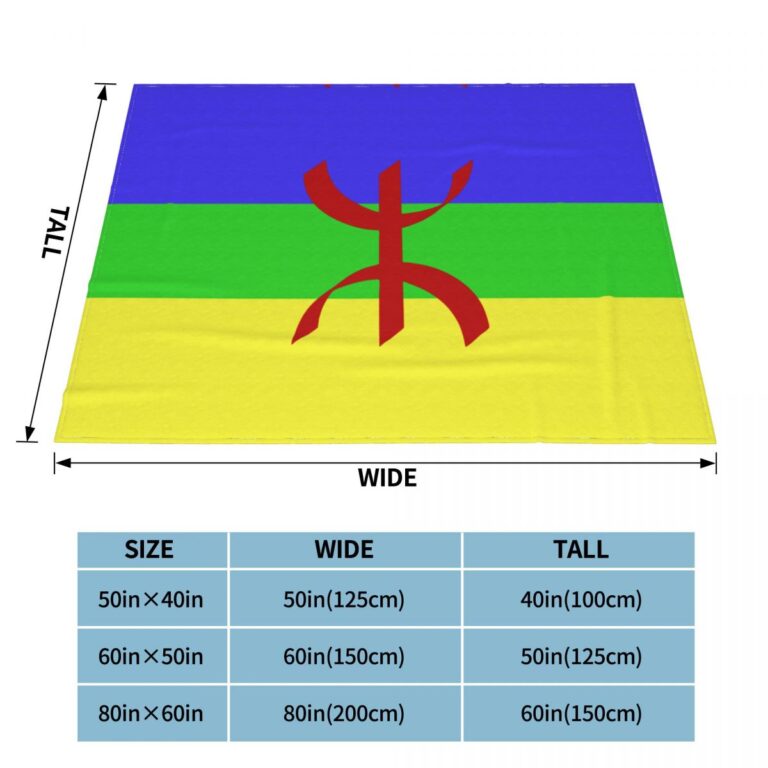 TALL
WIDE
SIZE WIDE TALL
50in×40in 50in(125cm) 40in(100cm)
60in×50in 60in(150cm) 50in(125cm)
80in×60in 80in(200cm) 60in(150cm)